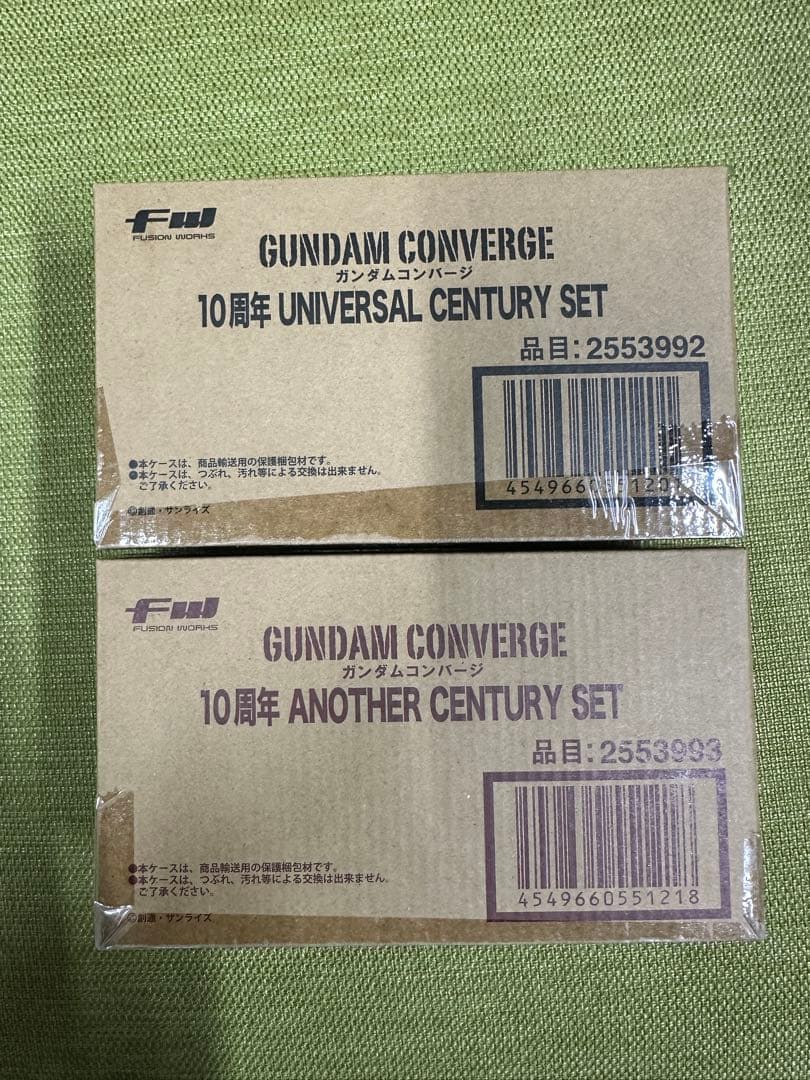 FW
FUSION WORKS
GUNDAM CONVERGE
ガンダムコンバージ
10周年 UNIVERSAL CENTURY SET
品目:2553992
●本ケースは、商品輸送用の保護梱包材です。
●本ケースは、つぶれ、汚れ等による交換は出来ません。
ご了承ください。
©創通・サンライズ
4549660551201
FW
FUSION WORKS
GUNDAM CONVERGE
ガンダムコンバージ
10周年 ANOTHER CENTURY SET
品目:2553993
●本ケースは、商品輸送用の保護梱包材です。
●本ケースは、つぶれ、汚れ等による交換は出来ません。
ご了承ください。
©創通・サンライズ
4549660551218